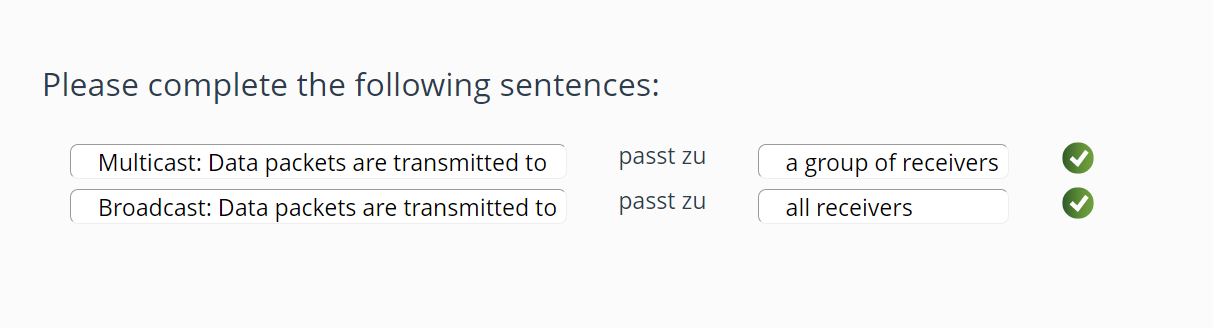 Please complete the following sentences:
Multicast: Data packets are transmitted to passt zu a group of receivers
Broadcast: Data packets are transmitted to passt zu all receivers